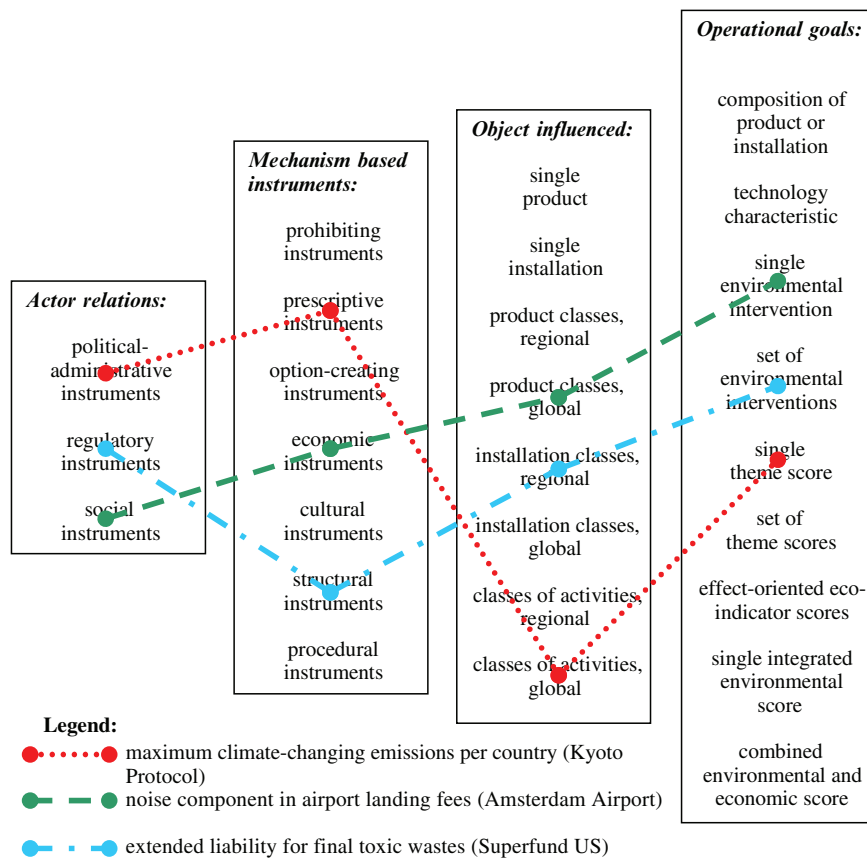 Actor relations:
political-
administrative
instruments
regulatory
instruments
social
instruments
Mechanism based
instruments:
prohibiting
instruments
prescriptive
instruments
option-creating
instruments
economic
instruments
cultural
instruments
structural
instruments
procedural
instruments
Object influenced:
single
product
single
installation
product classes,
regional
product classes,
global
installation classes,
regional
installation classes,
global
classes of activities,
regional
classes of activities,
global
Operational goals:
composition of
product or
installation
technology
characteristic
single
environmental
intervention
set of
environmental
interventions
single
theme score
set of
theme scores
effect-oriented eco-
indicator scores
single integrated
environmental
score
combined
environmental and
economic score
Legend:
maximum climate-changing emissions per country (Kyoto
Protocol)
noise component in airport landing fees (Amsterdam Airport)
extended liability for final toxic wastes (Superfund US)